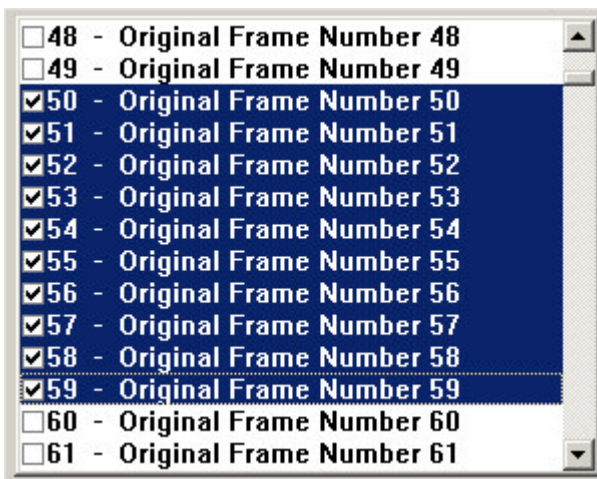 48 - Original Frame Number 48
49 - Original Frame Number 49
50 - Original Frame Number 50
51 - Original Frame Number 51
52 - Original Frame Number 52
53 - Original Frame Number 53
54 - Original Frame Number 54
55 - Original Frame Number 55
56 - Original Frame Number 56
57 - Original Frame Number 57
58 - Original Frame Number 58
59 - Original Frame Number 59
60 - Original Frame Number 60
61 - Original Frame Number 61